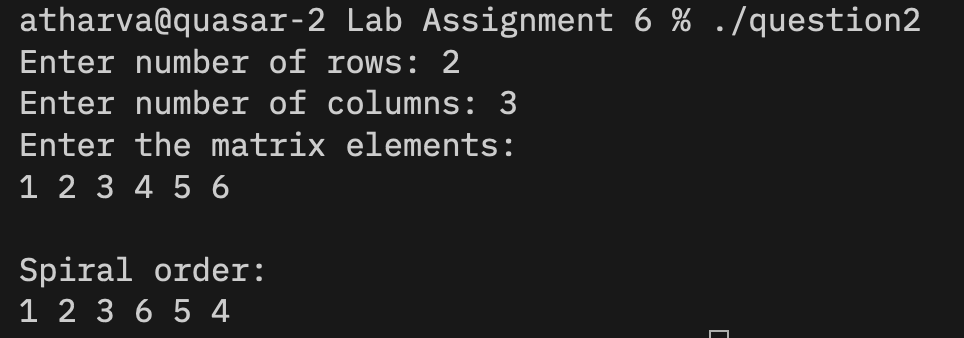 atharva@quasar-2 Lab Assignment 6 % ./question2
Enter number of rows: 2
Enter number of columns: 3
Enter the matrix elements:
1 2 3 4 5 6
Spiral order:
1 2 3 6 5 4